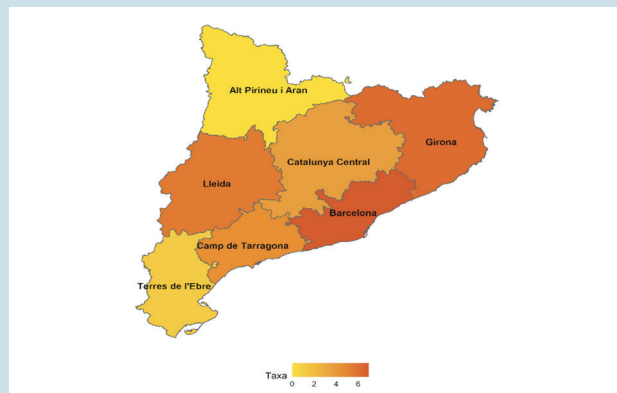 Alt Pirineu i Aran
Girona
Catalunya Central
Lleida
Barcelona
Camp de Tarragona
Terres de l'Ebre
Taxa
0 2 4 6